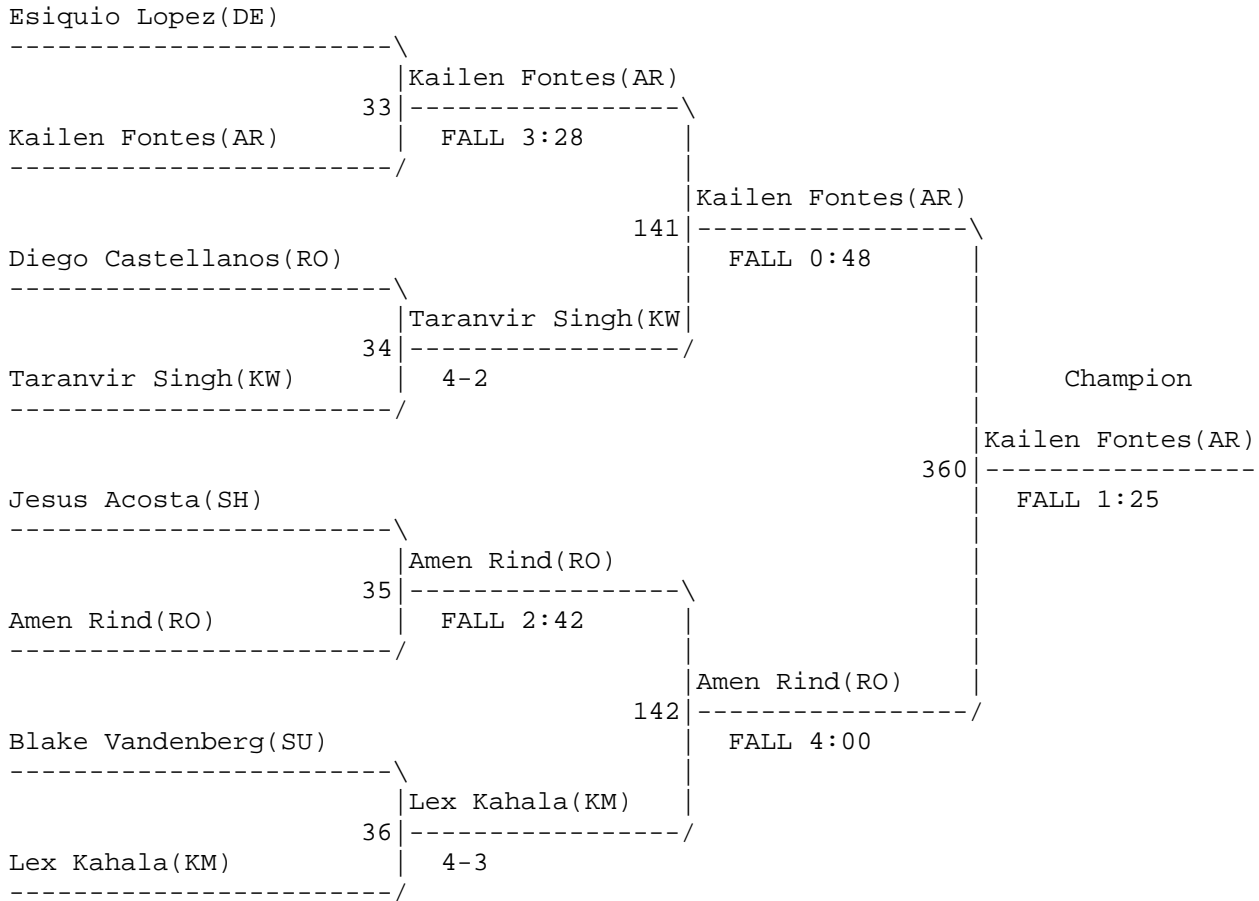 Esiquio Lopez(DE)
------------------------\
|Kailen Fontes(AR)
33|-----------------\
Kailen Fontes(AR) | FALL 3:28 |
------------------------/ |
|Kailen Fontes(AR)
141|-----------------\
Diego Castellanos(RO) | FALL 0:48 |
------------------------\ | |
|Taranvir Singh(KW| |
34|-----------------/ |
Taranvir Singh(KW) | 4-2 | Champion
------------------------/ |
|Kailen Fontes(AR)
360|-----------------
Jesus Acosta(SH) | FALL 1:25
------------------------\ |
|Amen Rind(RO) |
35|-----------------\ |
Amen Rind(RO) | FALL 2:42 | |
------------------------/ | |
|Amen Rind(RO) |
142|-----------------/
Blake Vandenberg(SU) | FALL 4:00
------------------------\ |
|Lex Kahala(KM) |
36|-----------------/
Lex Kahala(KM) | 4-3
------------------------/